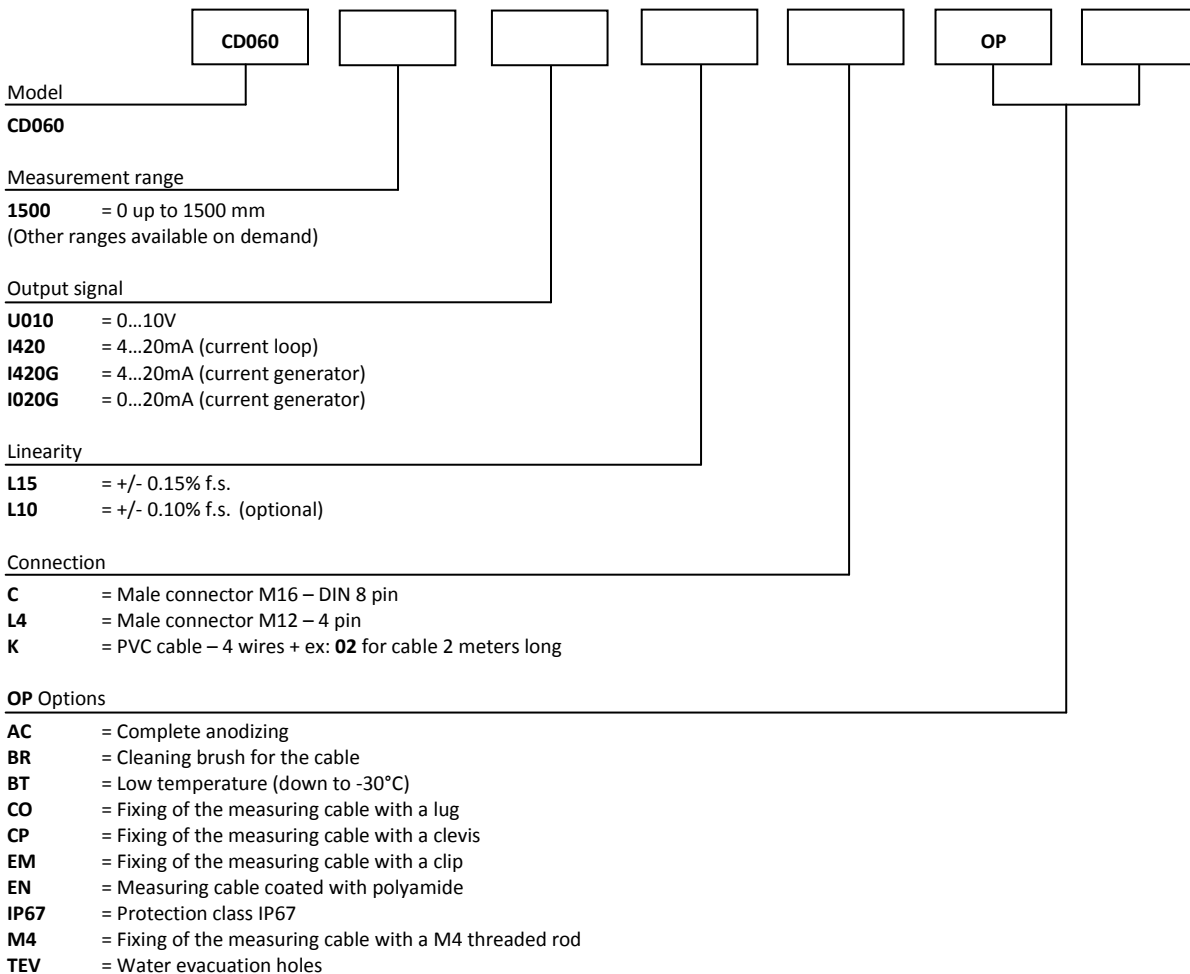 CD060 OP
Model
CD060
Measurement range
1500 = 0 up to 1500 mm
(Other ranges available on demand)
Output signal
U010 = 0…10V
I420 = 4…20mA (current loop)
I420G = 4…20mA (current generator)
I020G = 0…20mA (current generator)
Linearity
L15 = +/- 0.15% f.s.
L10 = +/- 0.10% f.s. (optional)
Connection
C = Male connector M16 – DIN 8 pin
L4 = Male connector M12 – 4 pin
K = PVC cable – 4 wires + ex: 02 for cable 2 meters long
OP Options
AC = Complete anodizing
BR = Cleaning brush for the cable
BT = Low temperature (down to -30°C)
CO = Fixing of the measuring cable with a lug
CP = Fixing of the measuring cable with a clevis
EM = Fixing of the measuring cable with a clip
EN = Measuring cable coated with polyamide
IP67 = Protection class IP67
M4 = Fixing of the measuring cable with a M4 threaded rod
TEV = Water evacuation holes